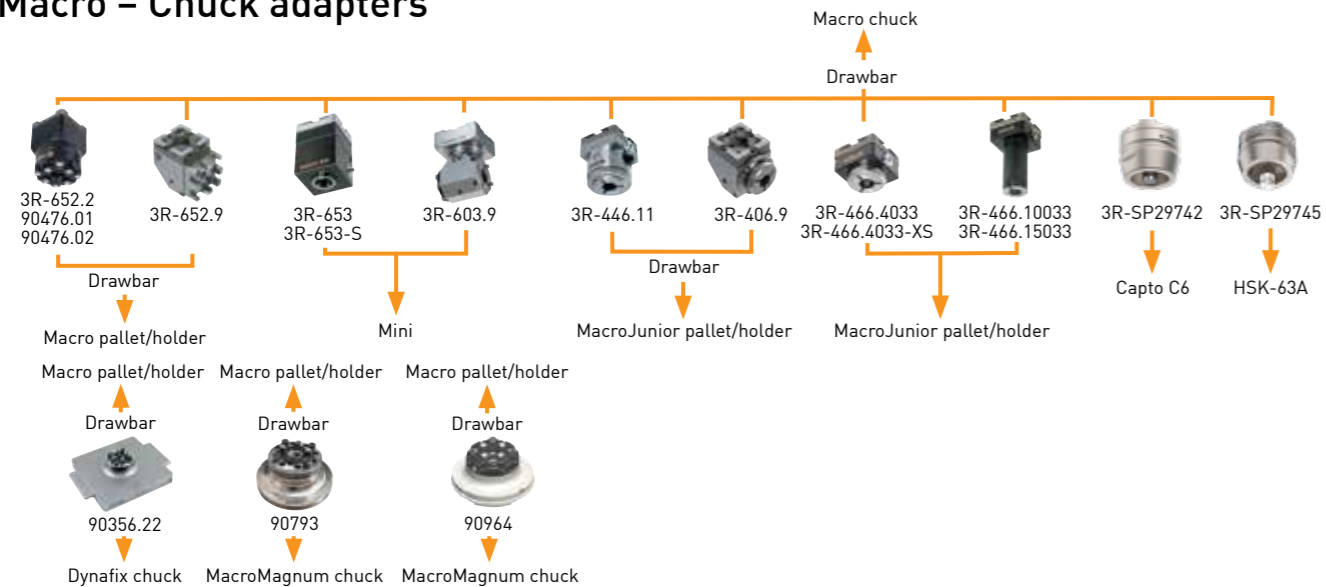 Macro – Chuck adapters
Macro chuck
Drawbar
3R-652.2
90476.01
90476.02
3R-652.9
3R-653
3R-653-S
3R-603.9
3R-446.11
3R-406.9
3R-466.4033
3R-466.4033-XS
3R-466.10033
3R-466.15033
3R-SP29742
3R-SP29745
Drawbar
Macro pallet/holder
Mini
Drawbar
MacroJunior pallet/holder
MacroJunior pallet/holder
Capto C6
HSK-63A
Macro pallet/holder
Macro pallet/holder
Macro pallet/holder
Drawbar
Drawbar
Drawbar
90356.22
90793
90964
Dynafix chuck
MacroMagnum chuck
MacroMagnum chuck